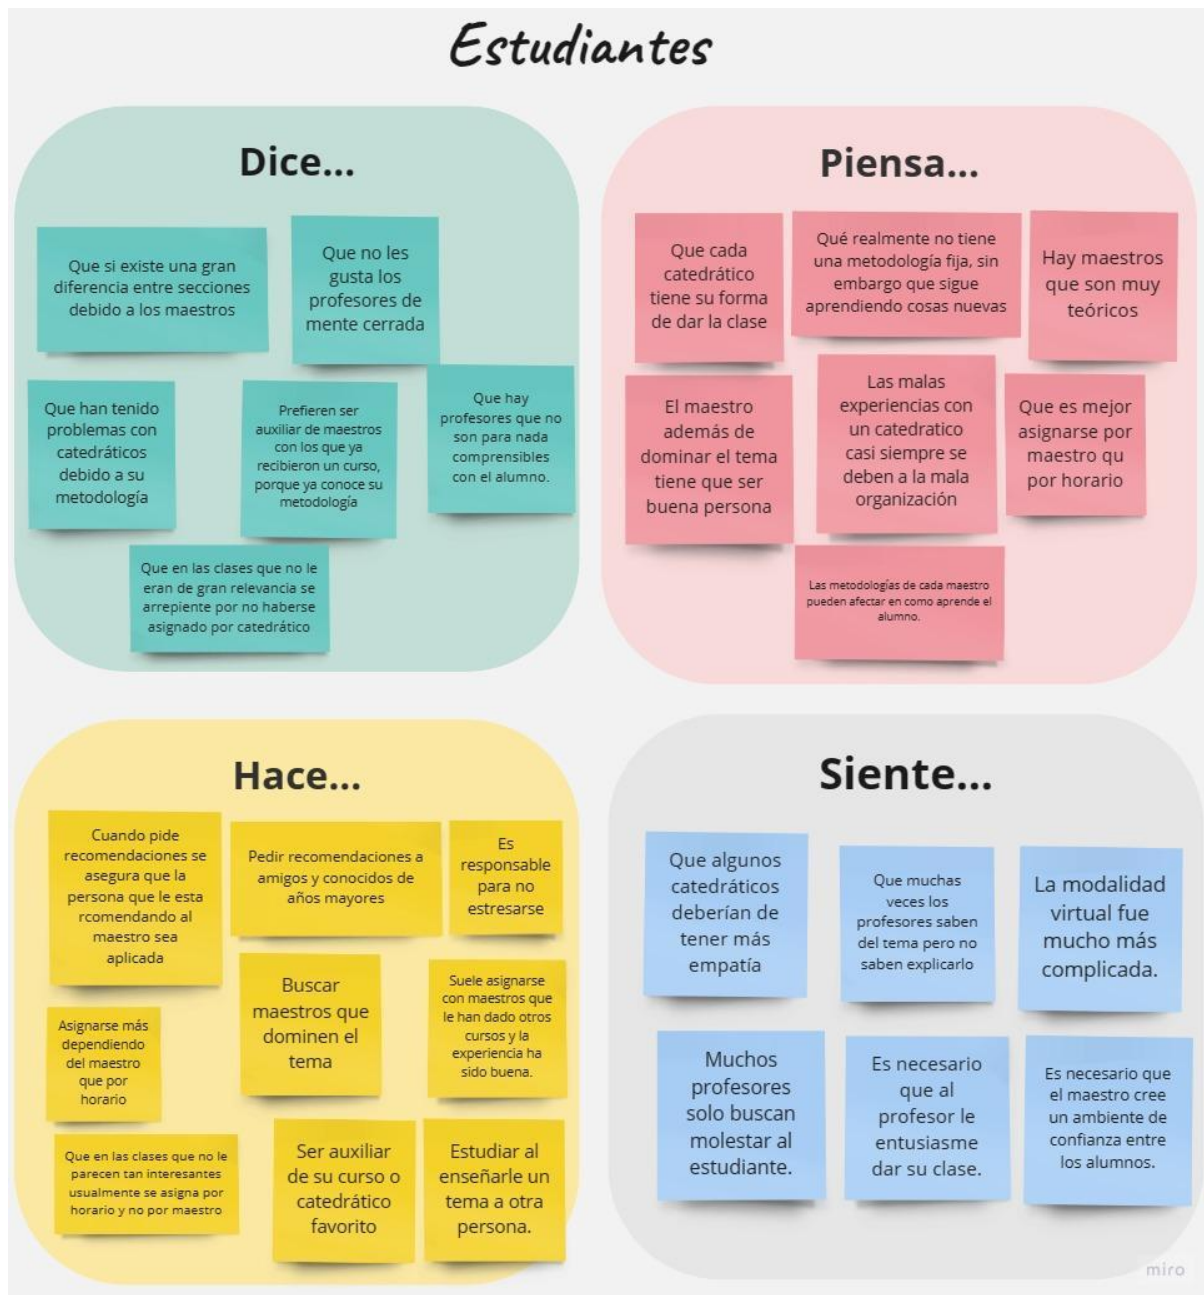 Estudiantes
Dice...
Que si existe una gran
diferencia entre secciones
debido a los maestros
Que no les
gusta los
profesores de
mente cerrada
Que han tenido
problemas con
catedráticos
debido a su
metodología
Prefieren ser
auxiliar de maestros
con los que ya
recibieron un curso,
porque ya conoce su
metodología
Que hay
profesores que no
son para nada
comprensibles
con el alumno.
Que en las clases que no le
eran de gran relevancia se
arrepiente por no haberse
asignado por catedrático
Piensa...
Que cada
catedrático
tiene su forma
de dar la clase
Qué realmente no tiene
una metodología fija, sin
embargo que sigue
aprendiendo cosas nuevas
Hay maestros
que son muy
teóricos
El maestro
además de
dominar el tema
tiene que ser
buena persona
Las malas
experiencias con
un catedratico
casi siempre se
deben a la mala
organización
Que es mejor
asignarse por
maestro qu
por horario
Las metodologías de cada maestro
pueden afectar en como aprende el
alumno.
Hace...
Cuando pide
recomendaciones se
asegura que la
persona que le esta
rcomendando al
maestro sea
aplicada
Pedir recomendaciones a
amigos y conocidos de
años mayores
Es
responsable
para no
estresarse
Asignarse más
dependiendo
del maestro
que por
horario
Buscar
maestros que
dominen el
tema
Suele asignarse
con maestros que
le han dado otros
cursos y la
experiencia ha
sido buena.
Que en las clases que no le
parecen tan interesantes
usualmente se asigna por
horario y no por maestro
Ser auxiliar
de su curso o
catedrático
favorito
Estudiar al
enseñarle un
tema a otra
persona.
Siente...
Que algunos
catedráticos
deberían de
tener más
empatía
Que muchas
veces los
profesores saben
del tema pero no
saben explicarlo
La modalidad
virtual fue
mucho más
complicada.
Muchos
profesores
solo buscan
molestar al
estudiante.
Es necesario
que al
profesor le
entusiasme
dar su clase.
Es necesario que
el maestro cree
un ambiente de
confianza entre
los alumnos.
miro